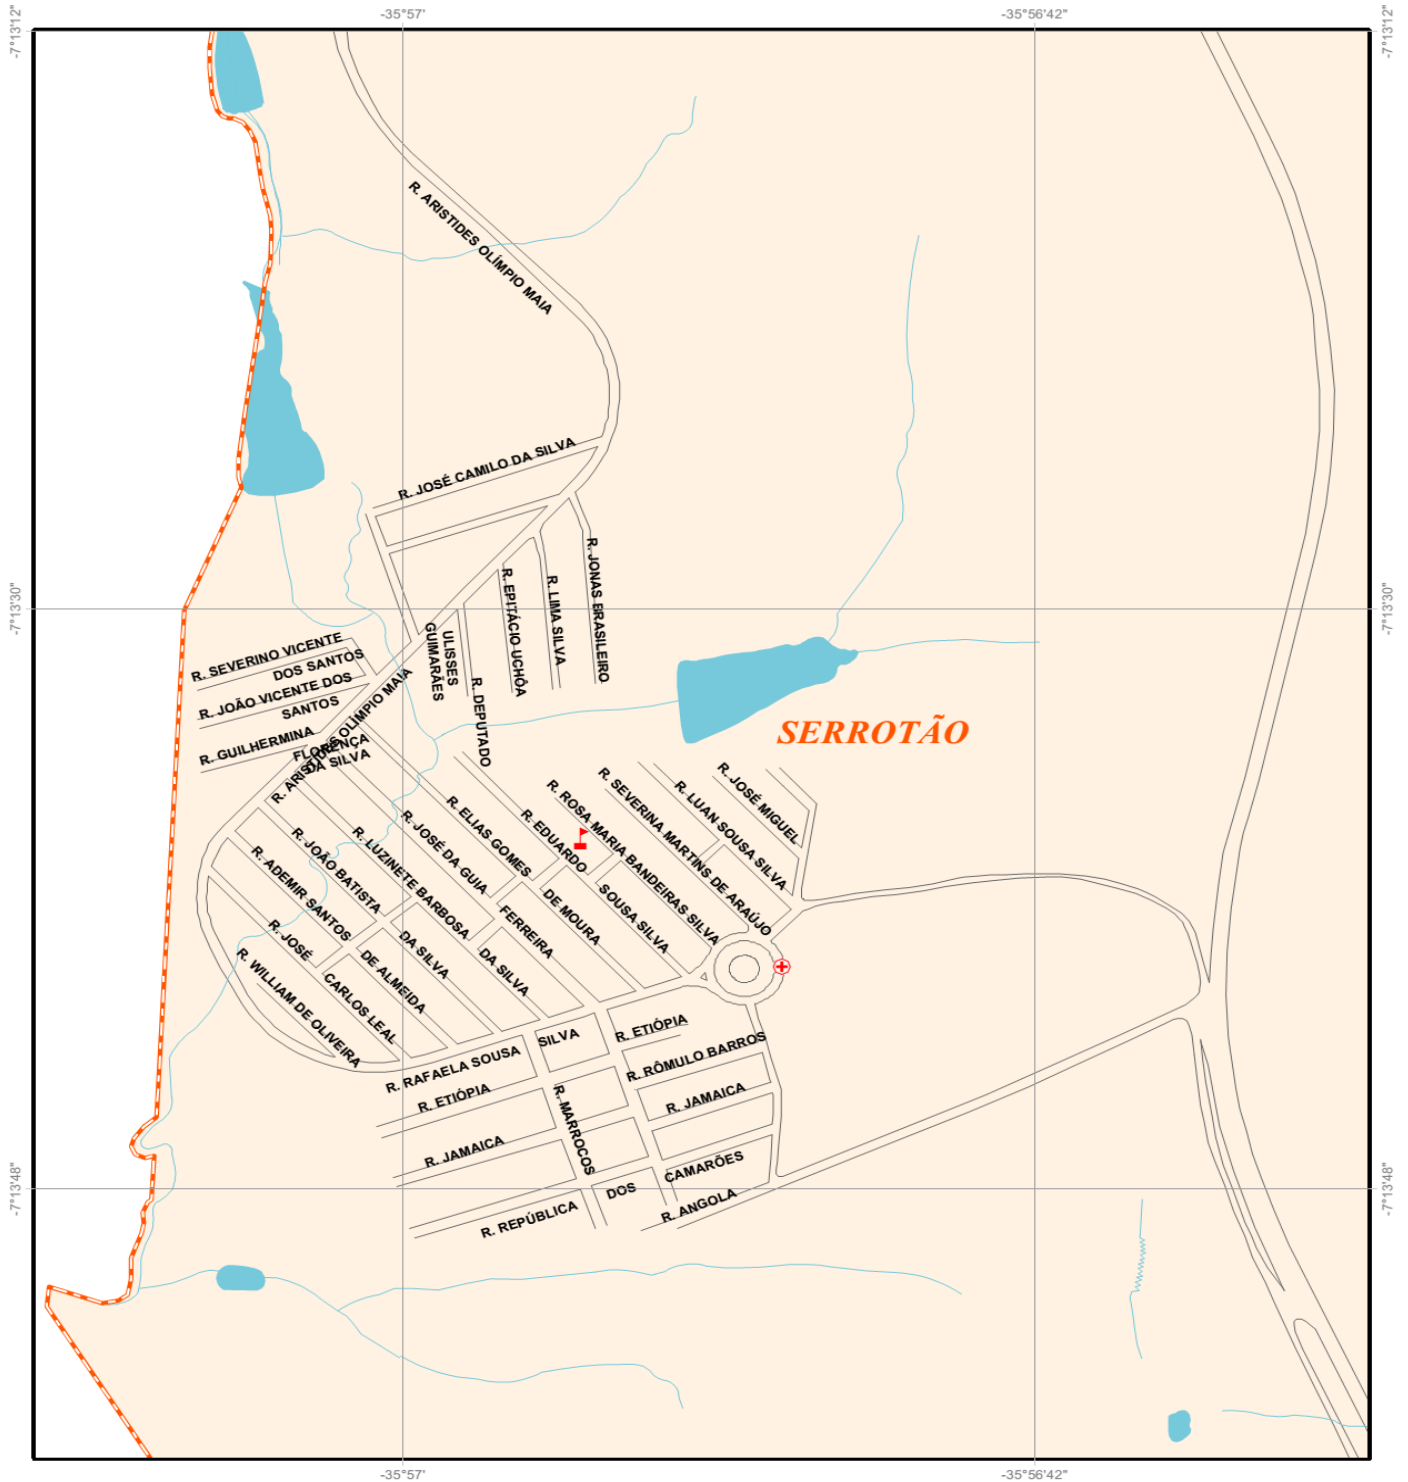 -35°57'
-35°56'42"
-7°13'12"
-7°13'12"
R. ARISTIDES OLÍMPIO MAIA
R. JOSÉ CAMILO DA SILVA
R. JONAS BRASILEIRO
R. LIMA SILVA
R. EPITÁCIO UCHÔA
-7°13'30"
-7°13'30"
R. DEPUTADO
ULISSES
GUIMARÃES
R. SEVERINO VICENTE
DOS SANTOS
R. JOÃO VICENTE DOS
SANTOS
R. GUILHERMINA
FLORENÇA
DA SILVA
R. ARISTIDES OLÍMPIO MAIA
SERROTÃO
R. JOSÉ MIGUEL
R. LUAN SOUSA SILVA
R. SEVERINA MARTINS DE ARAÚJO
R. ROSA MARIA BANDEIRAS SILVA
R. EDUARDO
SOUSA SILVA
R. ELIAS GOMES
DE MOURA
R. JOSÉ DA GUIA
FERREIRA
R. LUZINETE BARBOSA
DA SILVA
R. JOÃO BATISTA
DA SILVA
R. ADEMIR SANTOS
DE ALMEIDA
R. JOSÉ
CARLOS LEAL
R. WILLIAM DE OLIVEIRA
R. RAFAELA SOUSA
SILVA
R. ETIÓPIA
R. ETIÓPIA
R. RÔMULO BARROS
R. JAMAICA
R. JAMAICA
R. MARROCOS
R. REPÚBLICA
DOS
CAMARÕES
R. ANGOLA
-7°13'48"
-7°13'48"
-35°57'
-35°56'42"